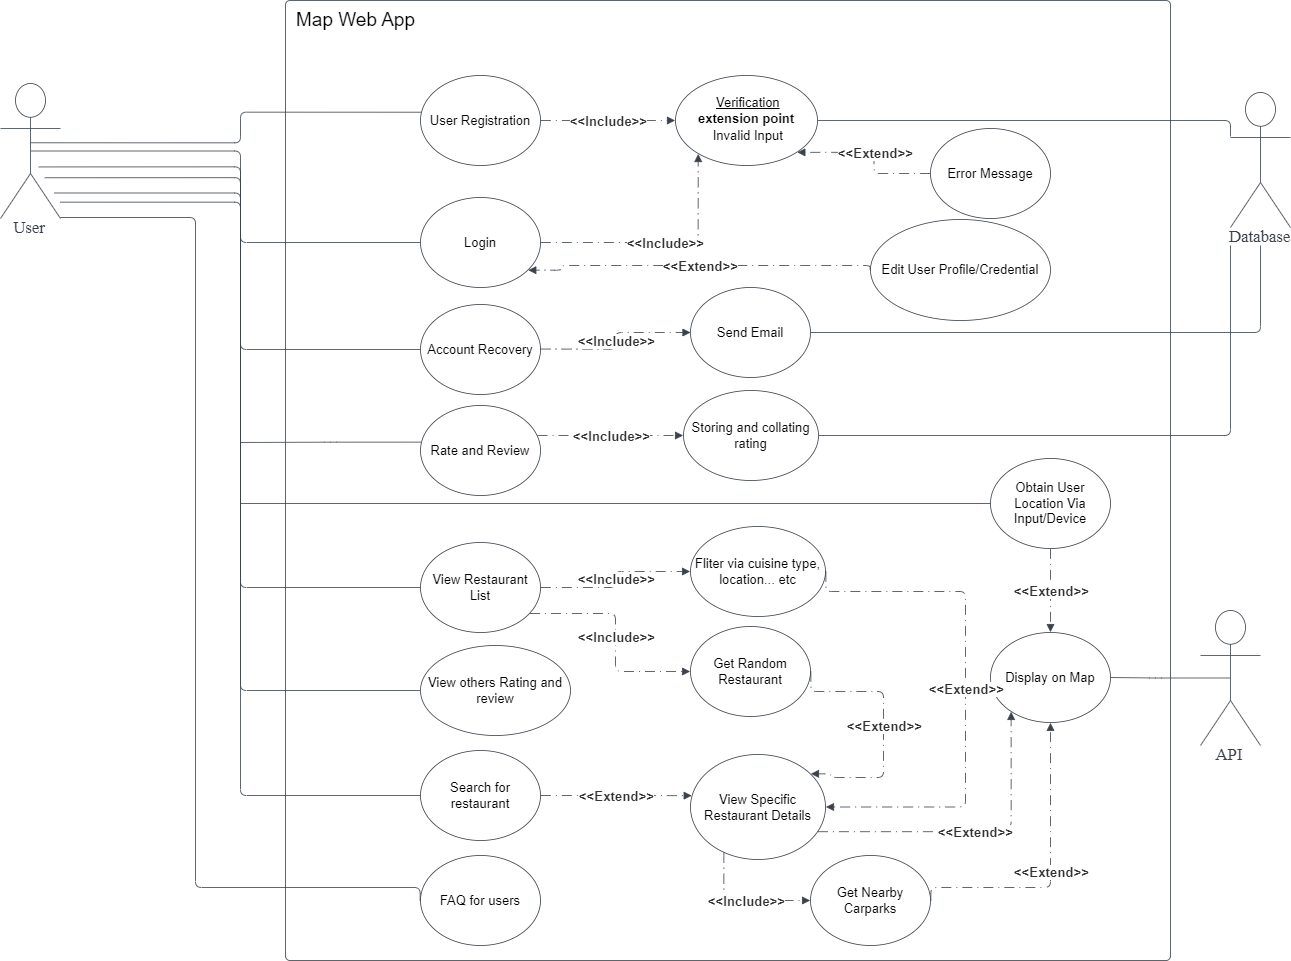 Map Web App
User Registration
<<Include>>
Verification
extension point
Invalid Input
<<Extend>>
Error Message
User
Database
Login
<<Include>>
<<Extend>>
Edit User Profile/Credential
Account Recovery
<<Include>>
Send Email
Rate and Review
<<Include>>
Storing and collating
rating
Obtain User
Location Via
Input/Device
<<Extend>>
View Restaurant
List
<<Include>>
Fliter via cuisine type,
location... etc
<<Include>>
Get Random
Restaurant
View others Rating and
review
<<Extend>>
Display on Map
API
<<Extend>>
Search for
restaurant
<<Extend>>
View Specific
Restaurant Details
<<Extend>>
<<Extend>>
FAQ for users
<<Include>>
Get Nearby
Carparks